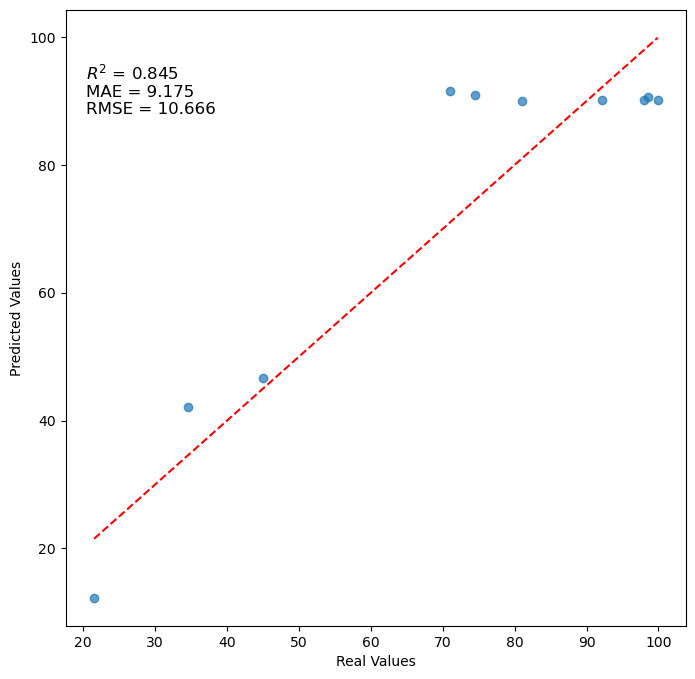 R² = 0.845
MAE = 9.175
RMSE = 10.666
100
80
60
40
20
Predicted Values
20 30 40 50 60 70 80 90 100
Real Values